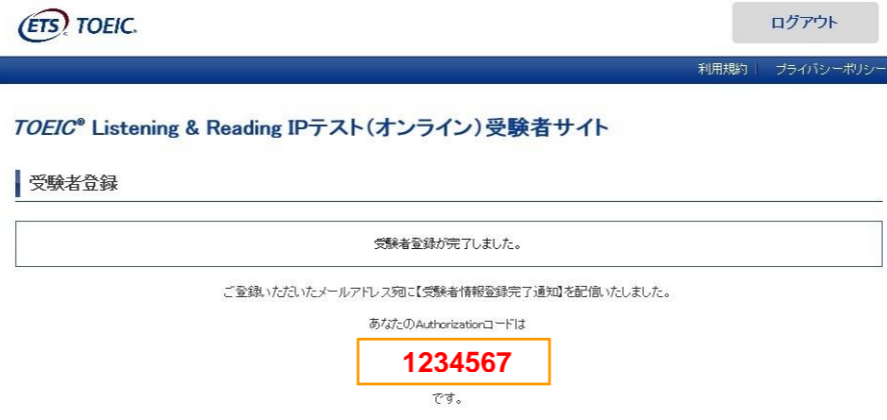 ETS TOEIC®
ログアウト
利用規約 | プライバシーポリシー
TOEIC® Listening & Reading IPテスト（オンライン）受験者サイト
受験者登録
受験者登録が完了しました。
ご登録いただいたメールアドレス宛に【受験者情報登録完了通知】を配信いたしました。
あなたのAuthorizationコードは
1234567
です。